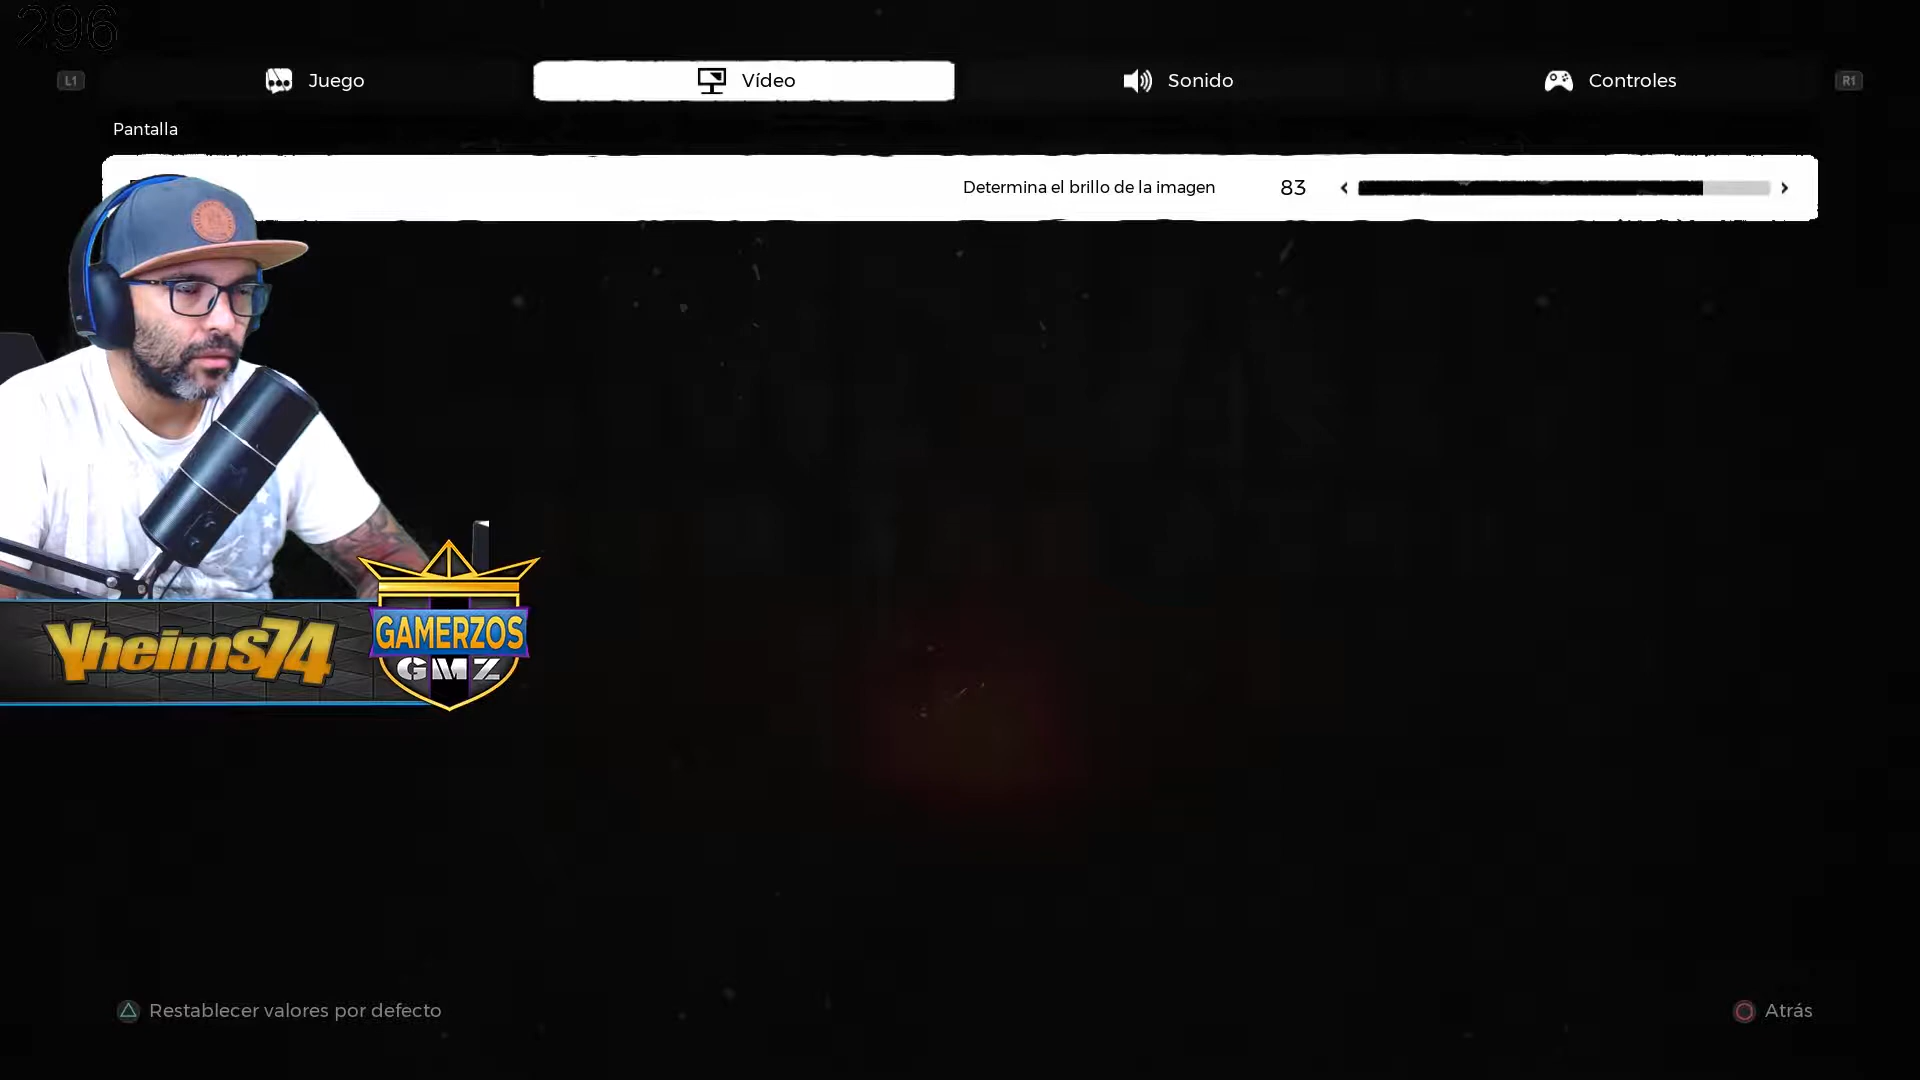 296
L1
Juego
Vídeo
Sonido
Controles
R1
Pantalla
Determina el brillo de la imagen
83
Yheims74
GAMERZOS
GMZ
Restablecer valores por defecto
Atrás